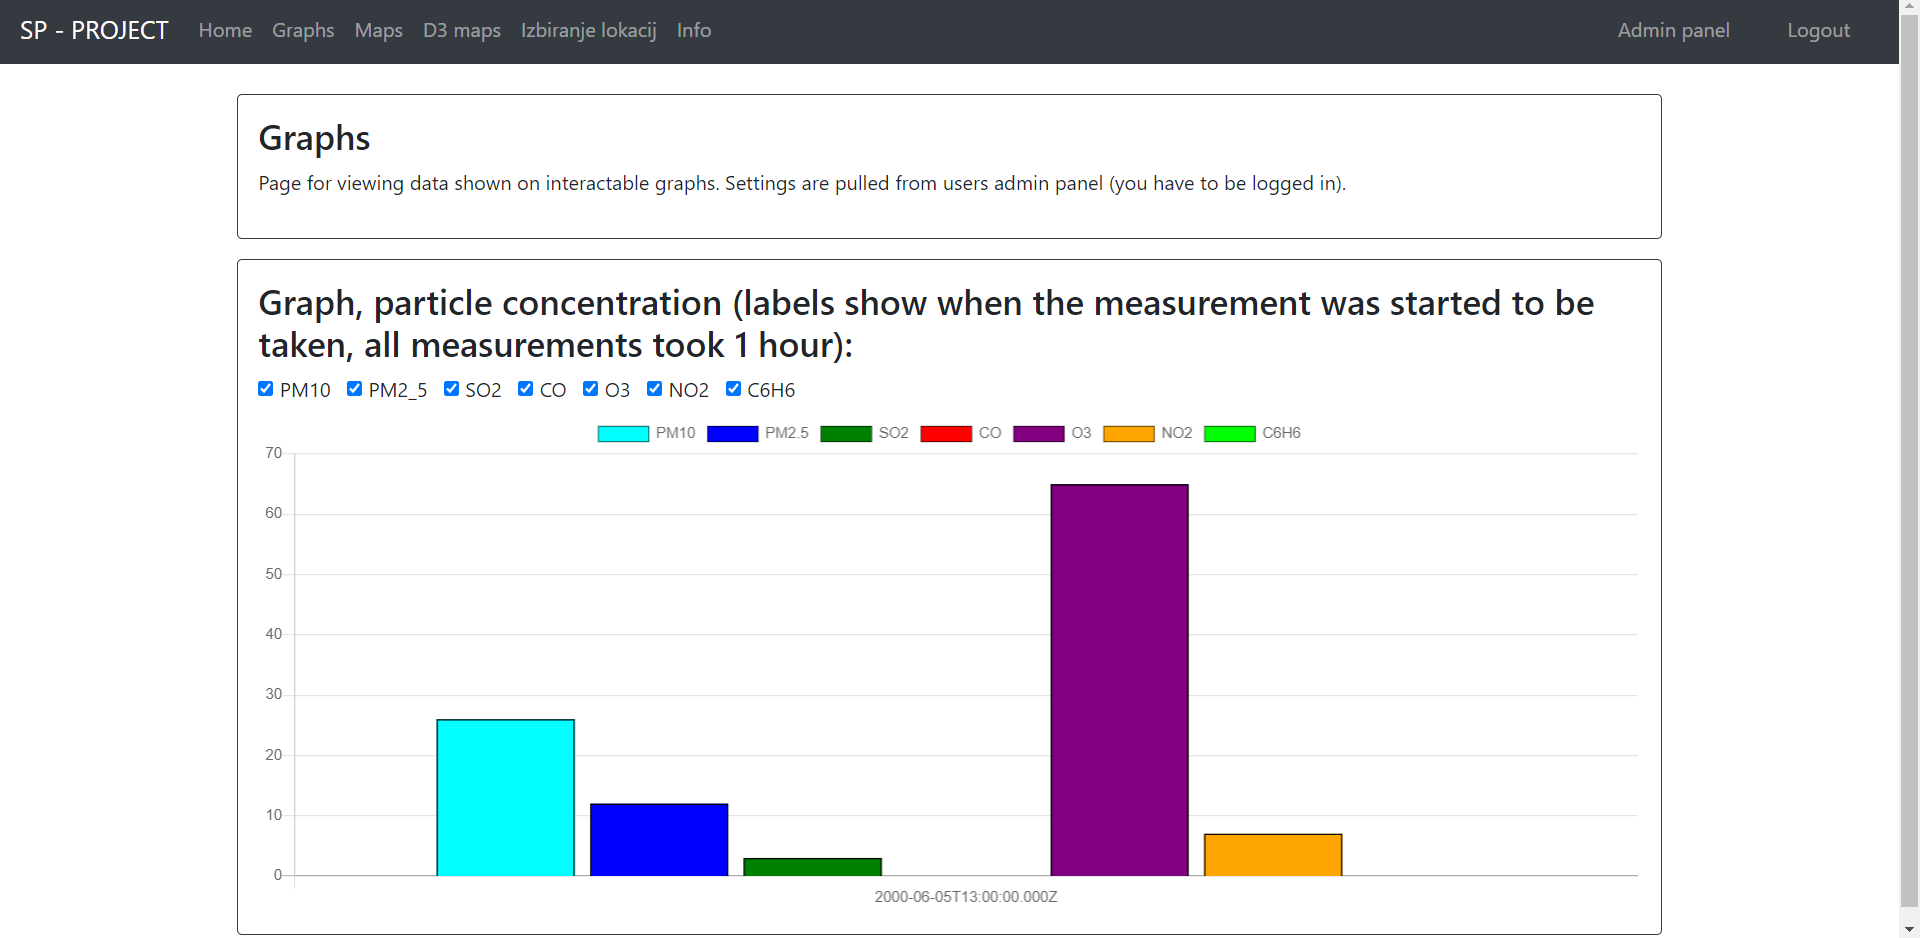 SP - PROJECT Home Graphs Maps D3 maps Izbiranje lokacij Info Admin panel Logout
Graphs
Page for viewing data shown on interactable graphs. Settings are pulled from users admin panel (you have to be logged in).
Graph, particle concentration (labels show when the measurement was started to be
taken, all measurements took 1 hour):
PM10 PM2_5 SO2 CO O3 NO2 C6H6
PM10 PM2.5 SO2 CO O3 NO2 C6H6
70
60
50
40
30
20
10
0
2000-06-05T13:00:00.000Z